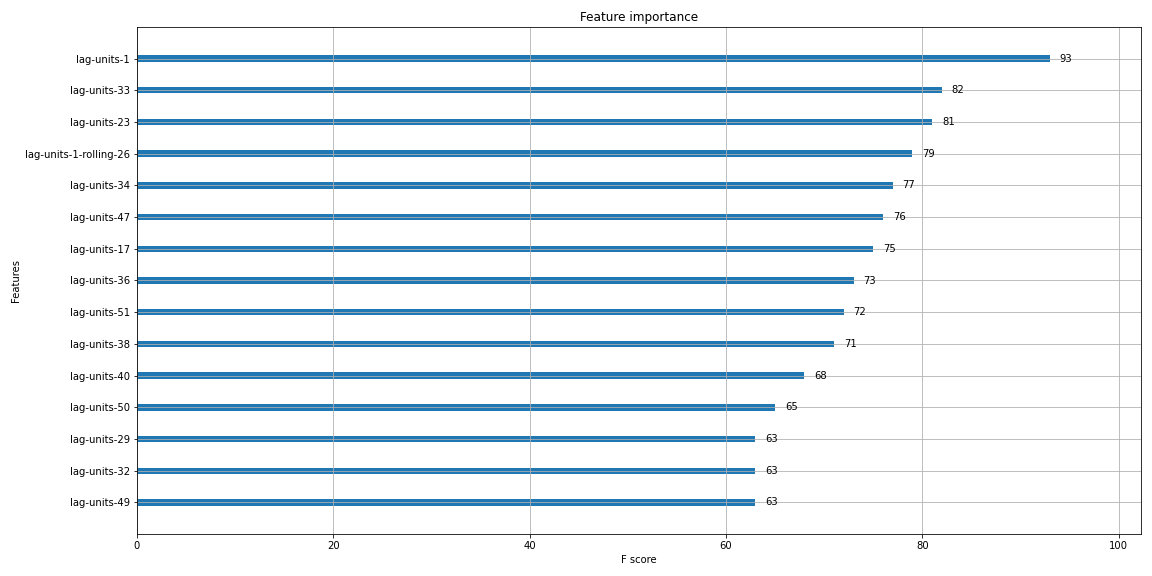 Feature importance
lag-units-1 93
lag-units-33 82
lag-units-23 81
lag-units-1-rolling-26 79
lag-units-34 77
lag-units-47 76
lag-units-17 75
lag-units-36 73
lag-units-51 72
lag-units-38 71
lag-units-40 68
lag-units-50 65
lag-units-29 63
lag-units-32 63
lag-units-49 63
Features
0 20 40 60 80 100
F score